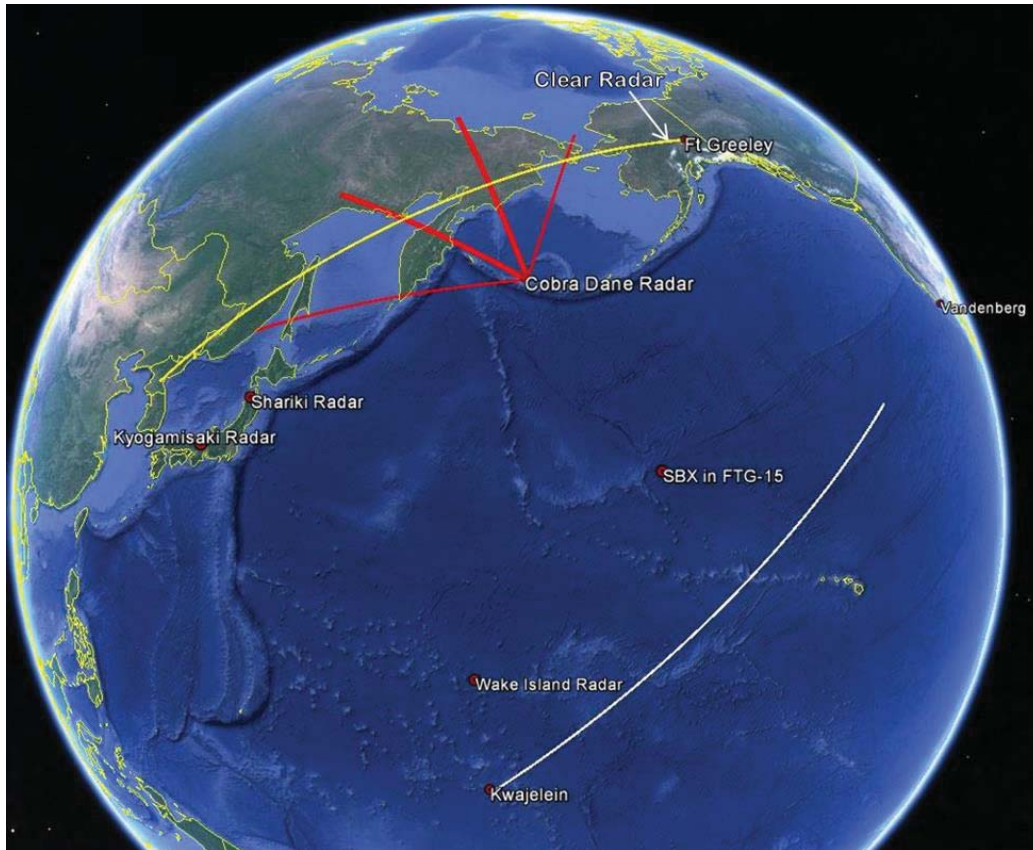 Clear Radar
Ft Greeley
Cobra Dane Radar
Vandenberg
Shariki Radar
Kyogamisaki Radar
SBX in FTG-15
Wake Island Radar
Kwajelein